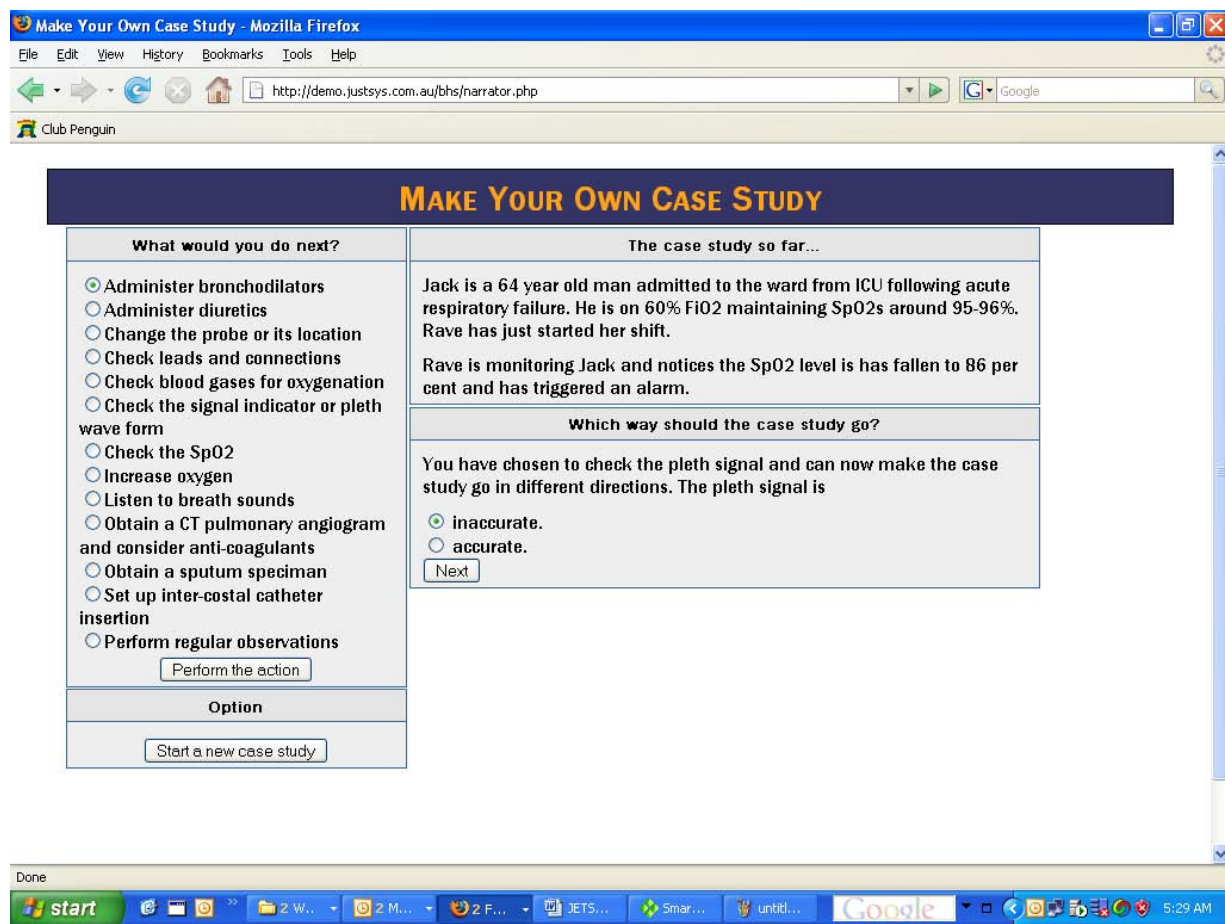 Make Your Own Case Study - Mozilla Firefox
File Edit View History Bookmarks Tools Help
http://demo.justsys.com.au/bhs/narrator.php
G Google
Club Penguin
MAKE YOUR OWN CASE STUDY
What would you do next?
Administer bronchodilators
Administer diuretics
Change the probe or its location
Check leads and connections
Check blood gases for oxygenation
Check the signal indicator or pleth
wave form
Check the SpO2
Increase oxygen
Listen to breath sounds
Obtain a CT pulmonary angiogram
and consider anti-coagulants
Obtain a sputum speciman
Set up inter-costal catheter
insertion
Perform regular observations
Perform the action
Option
Start a new case study
The case study so far...
Jack is a 64 year old man admitted to the ward from ICU following acute
respiratory failure. He is on 60% FiO2 maintaining SpO2s around 95-96%.
Rave has just started her shift.
Rave is monitoring Jack and notices the SpO2 level is has fallen to 86 per
cent and has triggered an alarm.
Which way should the case study go?
You have chosen to check the pleth signal and can now make the case
study go in different directions. The pleth signal is
inaccurate.
accurate.
Next
Done
start 2 W... 2 M... 2 F... JETS... Smar... untitl... Google 5:29 AM